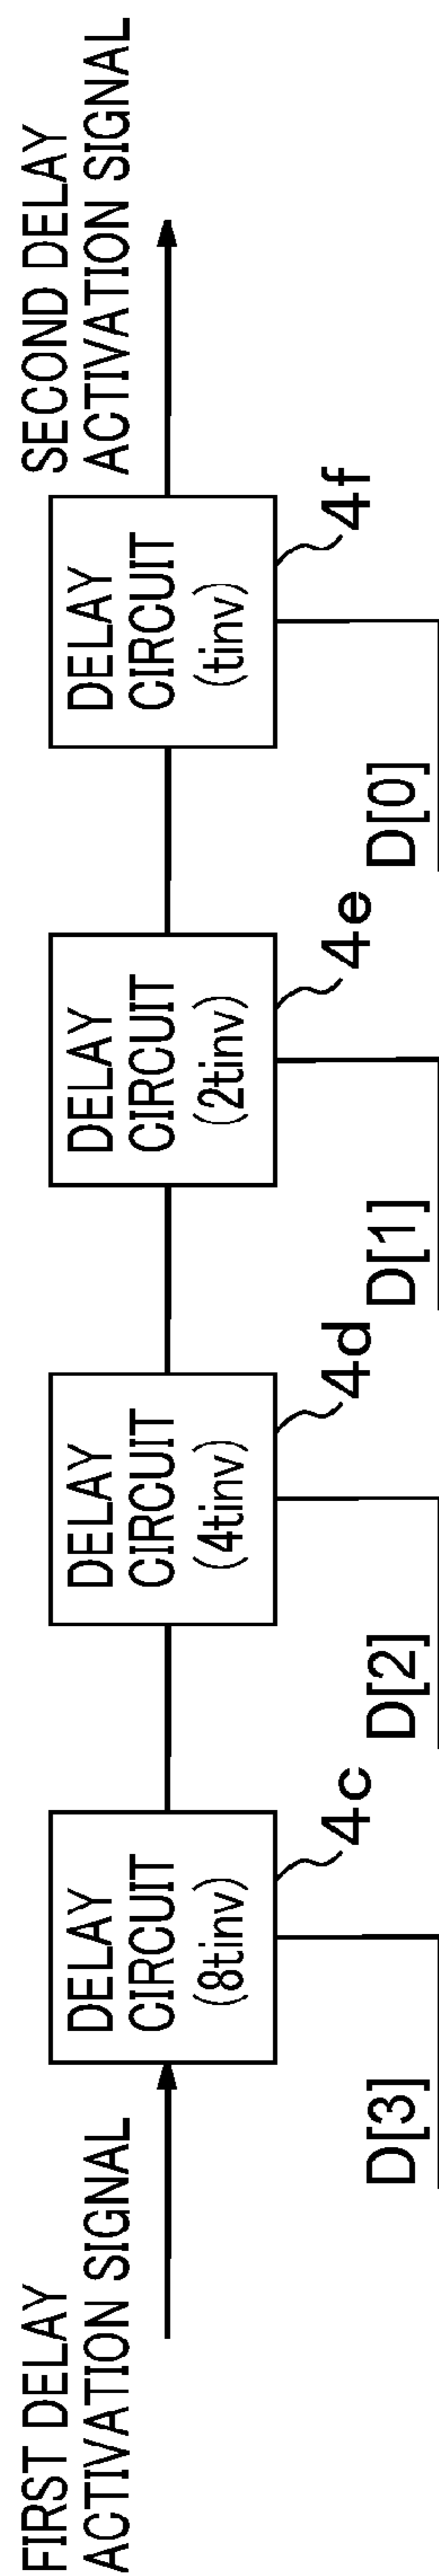 FIRST DELAY
ACTIVATION SIGNAL
DELAY
CIRCUIT
(8tinv)
4c
D[3]
DELAY
CIRCUIT
(4tinv)
4d
D[2]
DELAY
CIRCUIT
(2tinv)
4e
D[1]
DELAY
CIRCUIT
(tinv)
4f
D[0]
SECOND DELAY
ACTIVATION SIGNAL